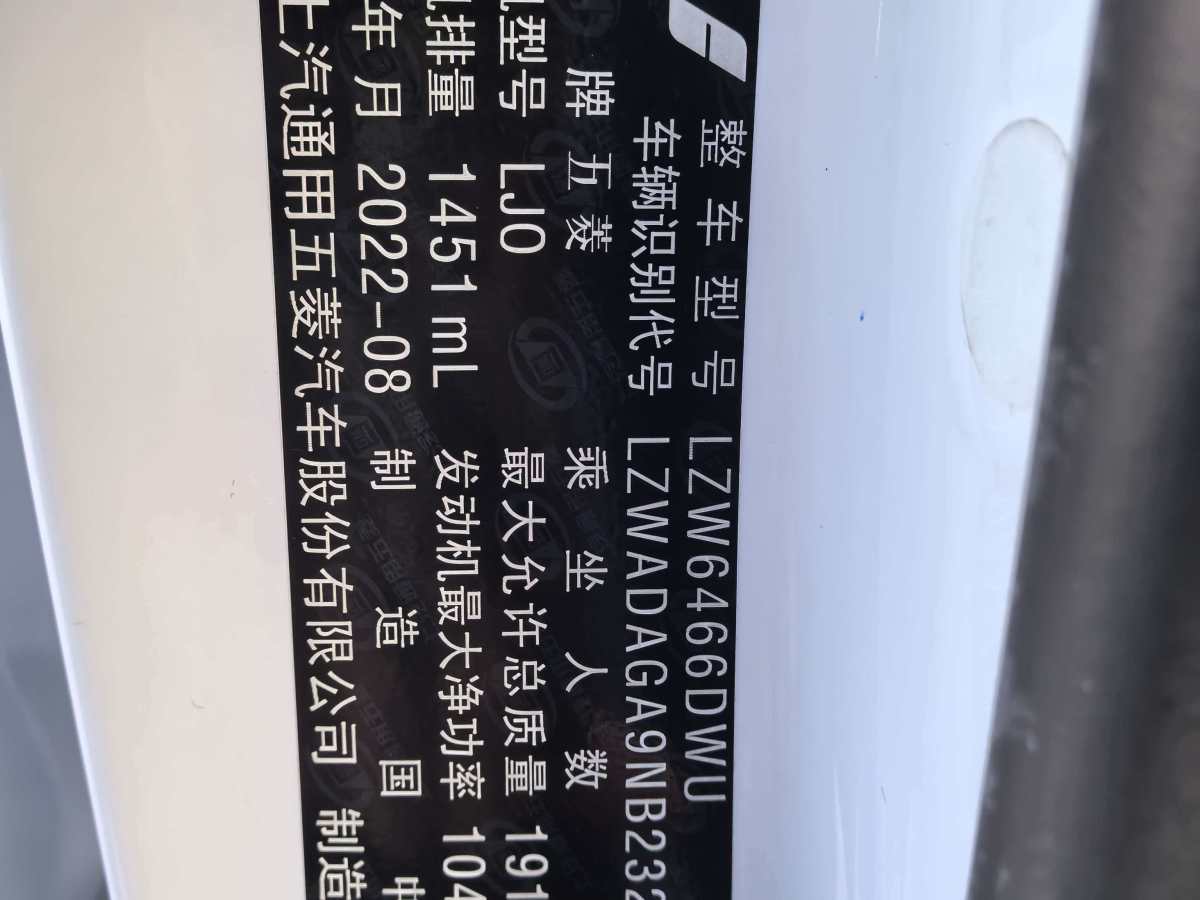 整车型号 LZW6466DWU
车辆识别代号 LZWADAGA9NB232
牌 五菱 乘坐人数
型号 LJO 最大允许总质量 191
排量 1451 mL 发动机最大净功率 104
年月 2022-08 制造国 中
上汽通用五菱汽车股份有限公司 制造